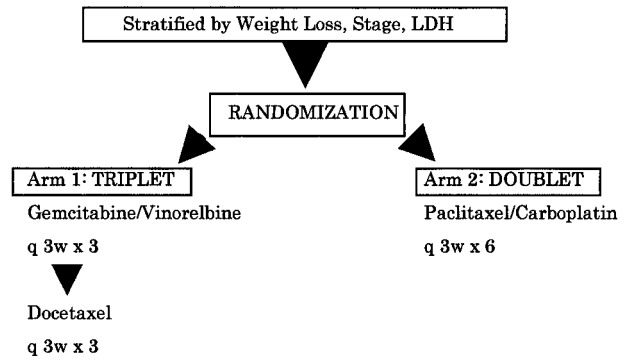 Stratified by Weight Loss, Stage, LDH
RANDOMIZATION
Arm 1: TRIPLET
Gemcitabine/Vinorelbine
q 3w x 3
Docetaxel
q 3w x 3
Arm 2: DOUBLET
Paclitaxel/Carboplatin
q 3w x 6